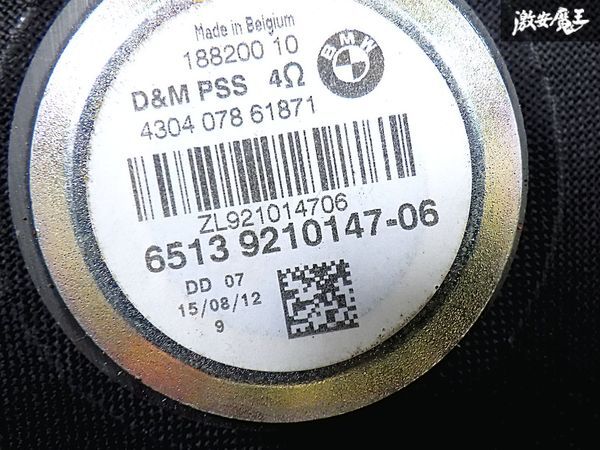 激安魔王
Made in Belgium
188200 10
D&M PSS 4Ω
BMW
4304 078 61871
ZL921014706
6513 9210147-06
DD 07
15/08/12
9